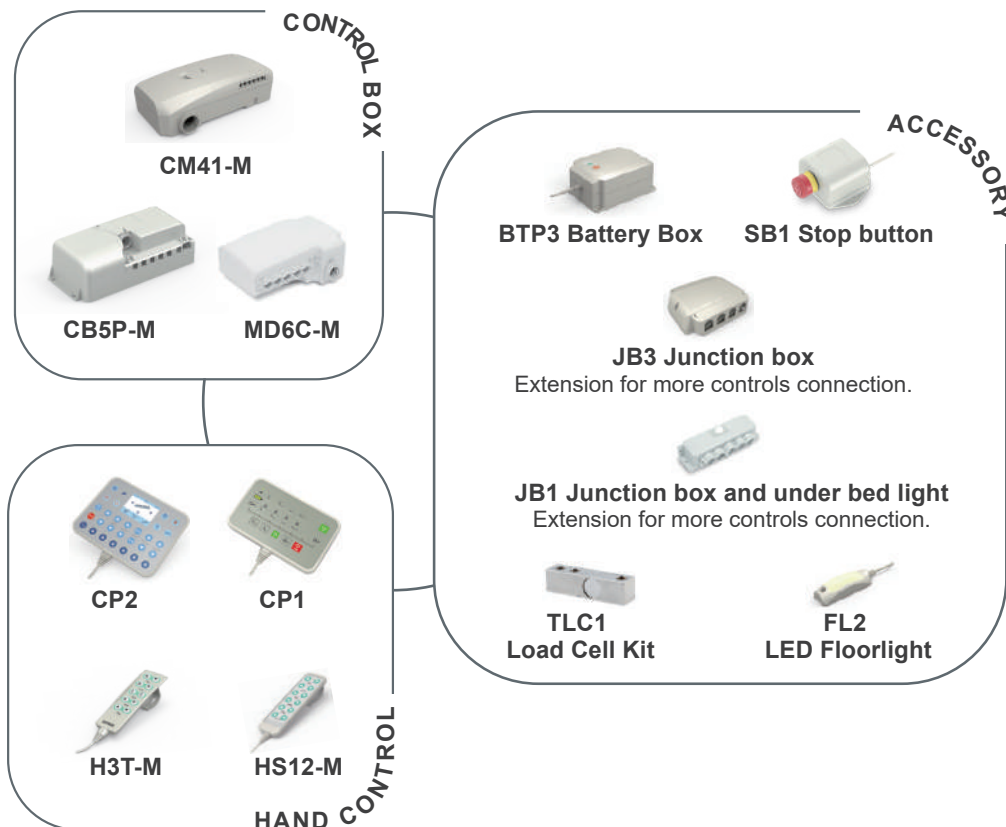 CONTROL BOX
CM41-M
CB5P-M MD6C-M
ACCESSORY
BTP3 Battery Box SB1 Stop button
JB3 Junction box
Extension for more controls connection.
JB1 Junction box and under bed light
Extension for more controls connection.
TLC1
Load Cell Kit
FL2
LED Floorlight
CP2 CP1
H3T-M HS12-M
HAND CONTROL